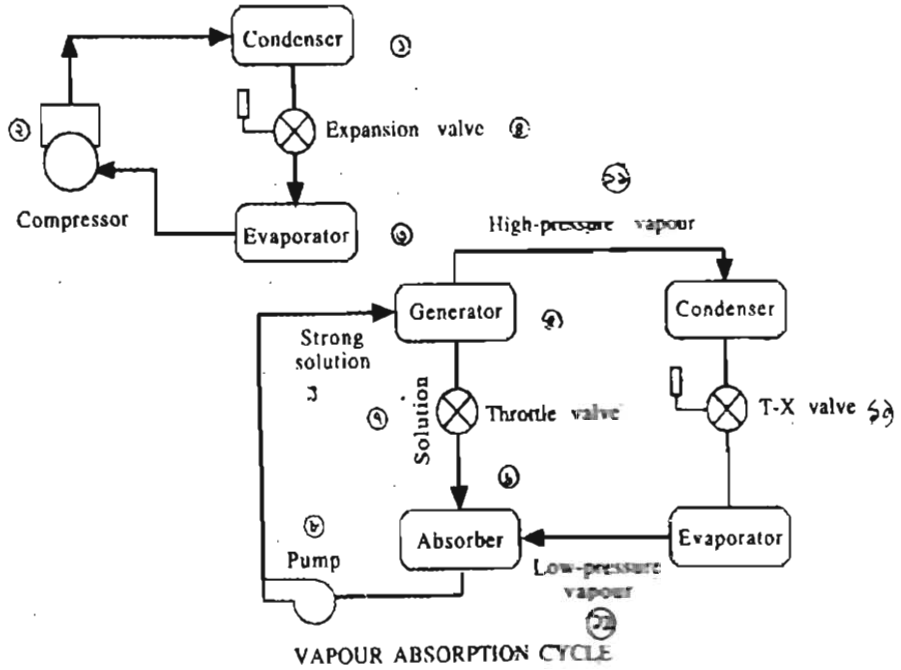 Condenser
Expansion valve
Compressor
Evaporator
High-pressure vapour
Generator
Condenser
Strong
solution
Solution
Throttle valve
T-X valve
Absorber
Evaporator
Pump
Low-pressure
vapour
VAPOUR ABSORPTION CYCLE